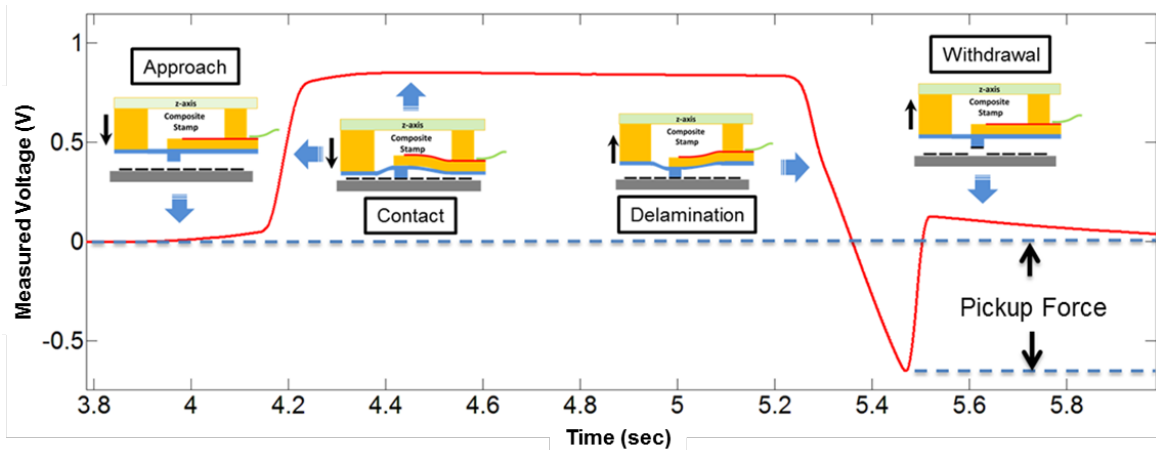 Measured Voltage (V)
1
0.5
0
-0.5
Approach
z-axis
Composite
Stamp
z-axis
Composite
Stamp
Contact
z-axis
Composite
Stamp
Delamination
Withdrawal
z-axis
Composite
Stamp
Pickup Force
3.8 4 4.2 4.4 4.6 4.8 5 5.2 5.4 5.6 5.8
Time (sec)